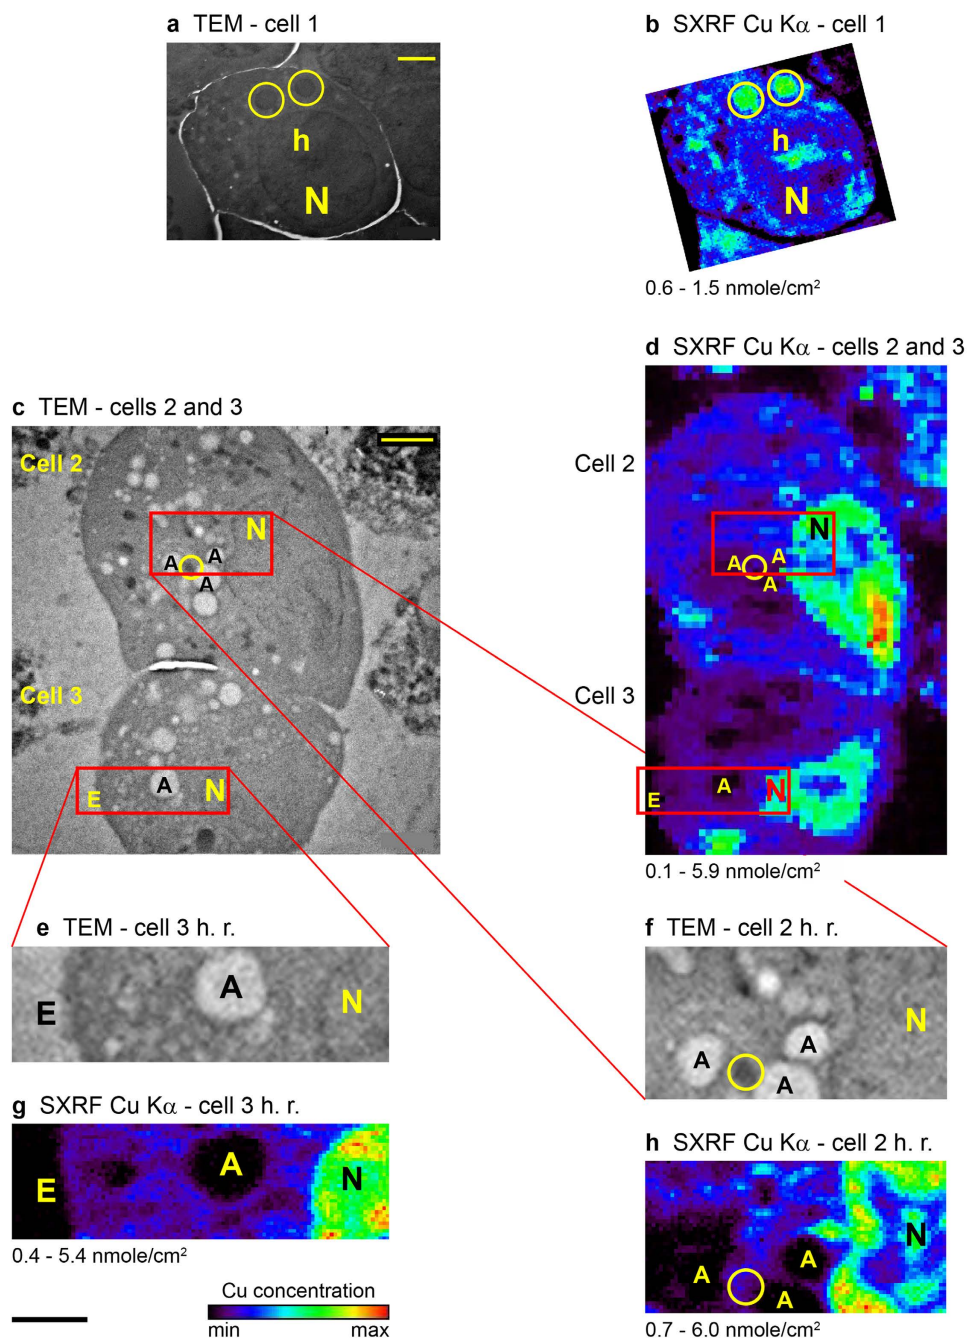 a TEM - cell 1
b SXRF Cu Kα - cell 1
h
N
h
N
0.6 - 1.5 nmole/cm²
d SXRF Cu Kα - cells 2 and 3
c TEM - cells 2 and 3
Cell 2
N
A
A
A
Cell 3
A
N
E
Cell 2
N
A
A
A
Cell 3
E
A
N
0.1 - 5.9 nmole/cm²
e TEM - cell 3 h. r.
E
A
N
f TEM - cell 2 h. r.
N
A
A
A
g SXRF Cu Kα - cell 3 h. r.
E
A
N
0.4 - 5.4 nmole/cm²
h SXRF Cu Kα - cell 2 h. r.
N
A
A
A
0.7 - 6.0 nmole/cm²
Cu concentration
min max